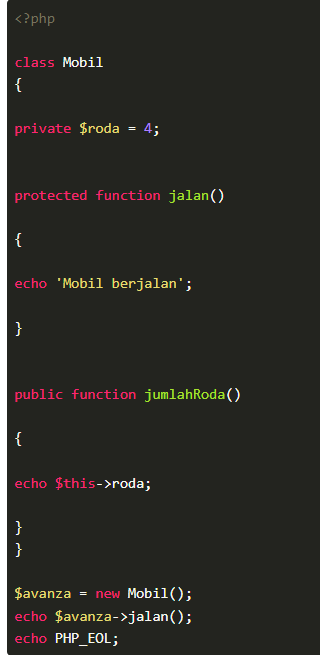 <?php
class Mobil
{
private $roda = 4;
protected function jalan()
{
echo 'Mobil berjalan';
}
public function jumlahRoda()
{
echo $this->roda;
}
}
$avanza = new Mobil();
echo $avanza->jalan();
echo PHP_EOL;